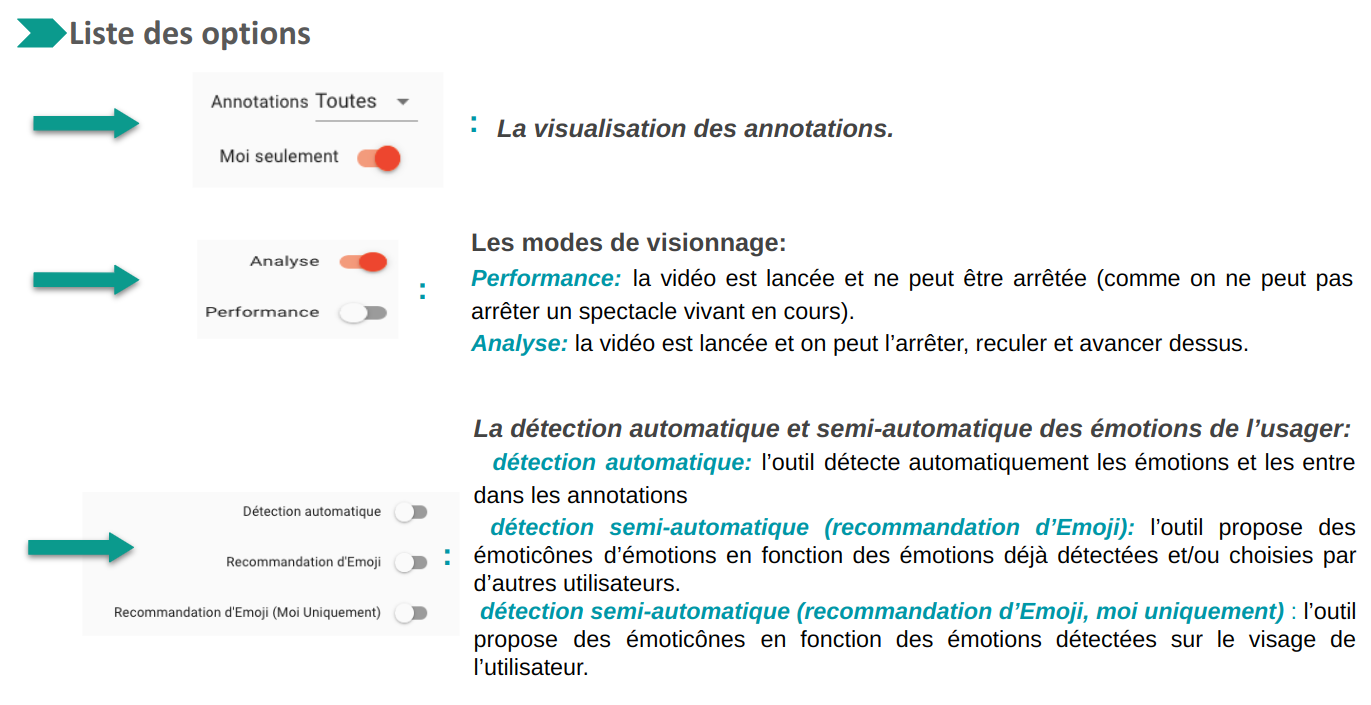 Liste des options
Annotations Toutes
Moi seulement
: La visualisation des annotations.
Analyse
Performance
:
Les modes de visionnage:
Performance: la vidéo est lancée et ne peut être arrêtée (comme on ne peut pas
arrêter un spectacle vivant en cours).
Analyse: la vidéo est lancée et on peut l’arrêter, reculer et avancer dessus.
Détection automatique
Recommandation d'Emoji
Recommandation d'Emoji (Moi Uniquement)
:
La détection automatique et semi-automatique des émotions de l’usager:
détection automatique: l’outil détecte automatiquement les émotions et les entre
dans les annotations
détection semi-automatique (recommandation d’Emoji): l’outil propose des
émoticônes d’émotions en fonction des émotions déjà détectées et/ou choisies par
d’autres utilisateurs.
détection semi-automatique (recommandation d’Emoji, moi uniquement) : l’outil
propose des émoticônes en fonction des émotions détectées sur le visage de
l’utilisateur.